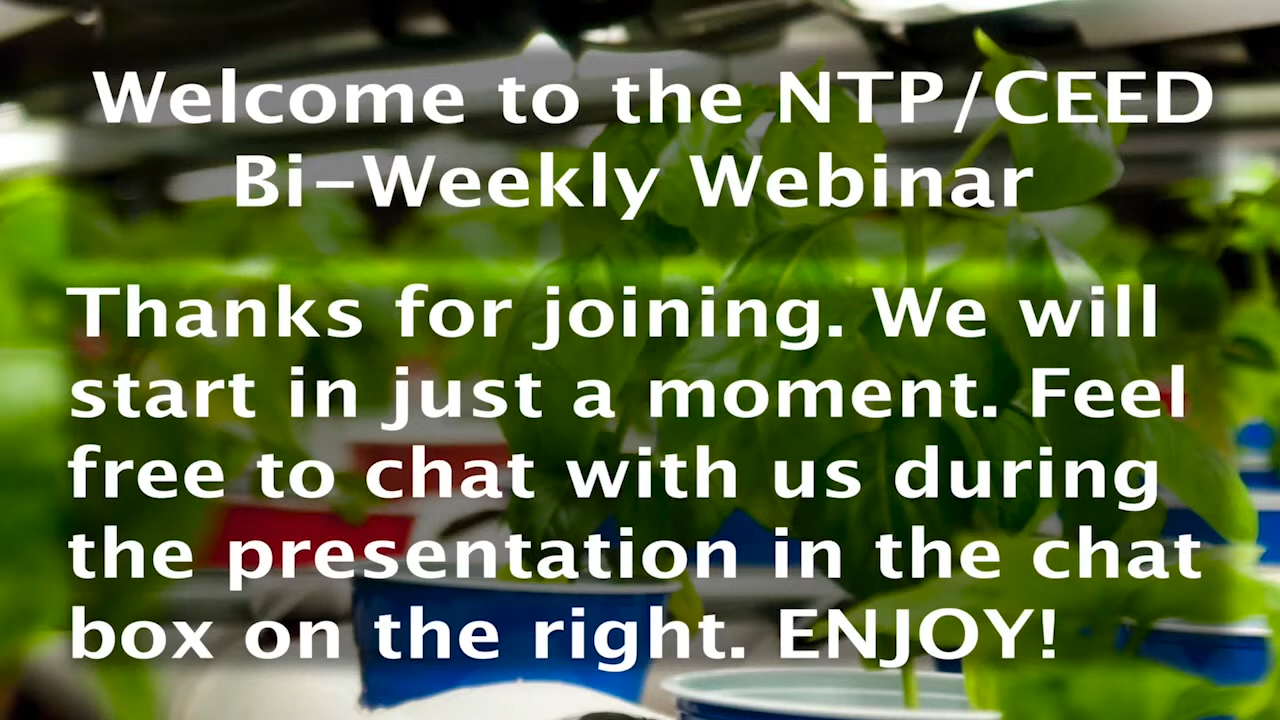 Welcome to the NTP/CEED
Bi-Weekly Webinar
Thanks for joining. We will
start in just a moment. Feel
free to chat with us during
the presentation in the chat
box on the right. ENJOY!